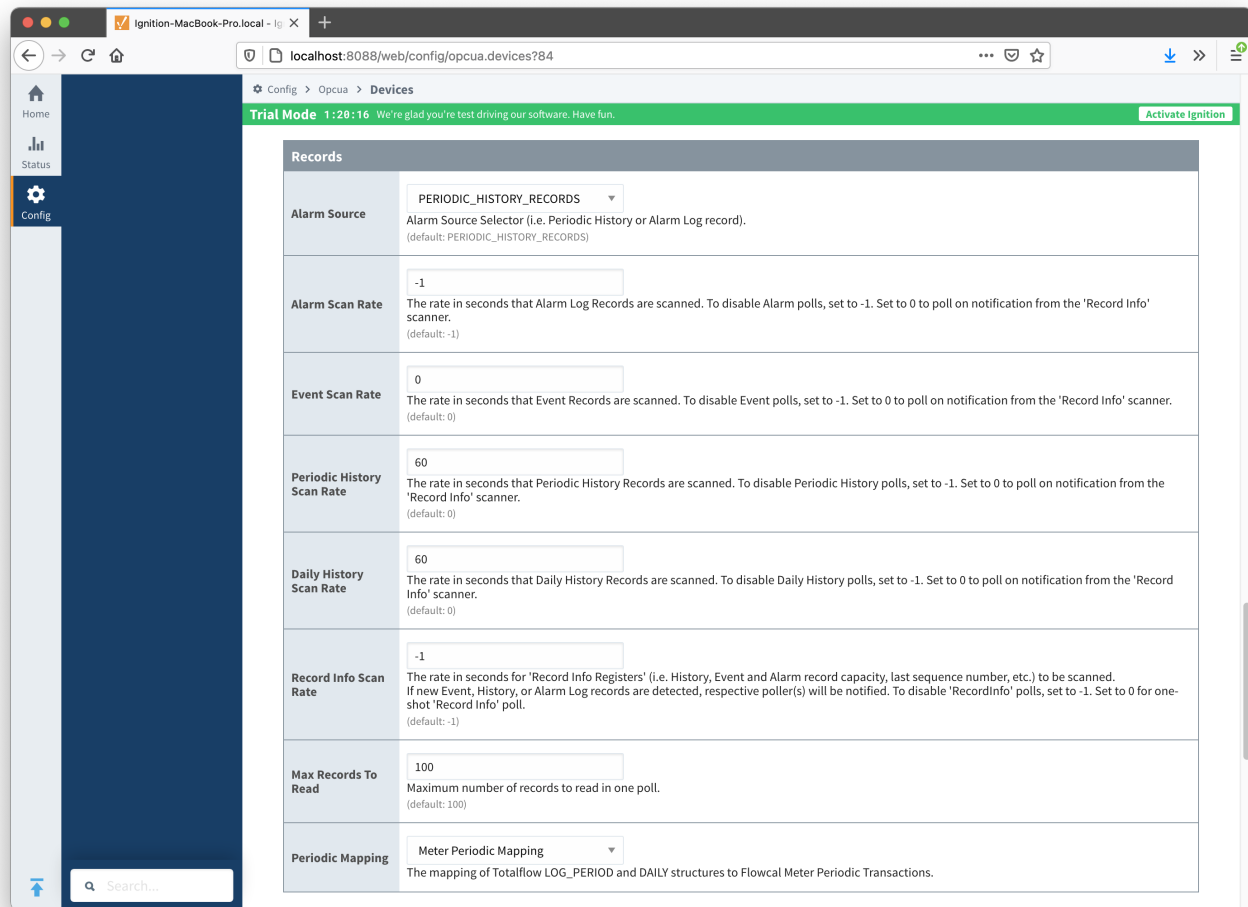 Ignition-MacBook-Pro.local - Ig
localhost:8088/web/config/opcua.devices?84
Home
Status
Config
Config > Opcua > Devices
Trial Mode 1:20:16 We're glad you're test driving our software. Have fun.
Activate Ignition
Records
Alarm Source
PERIODIC_HISTORY_RECORDS
Alarm Source Selector (i.e. Periodic History or Alarm Log record).
(default: PERIODIC_HISTORY_RECORDS)
Alarm Scan Rate
-1
The rate in seconds that Alarm Log Records are scanned. To disable Alarm polls, set to -1. Set to 0 to poll on notification from the 'Record Info'
scanner.
(default: -1)
Event Scan Rate
0
The rate in seconds that Event Records are scanned. To disable Event polls, set to -1. Set to 0 to poll on notification from the 'Record Info' scanner.
(default: 0)
Periodic History
Scan Rate
60
The rate in seconds that Periodic History Records are scanned. To disable Periodic History polls, set to -1. Set to 0 to poll on notification from the
'Record Info' scanner.
(default: 0)
Daily History
Scan Rate
60
The rate in seconds that Daily History Records are scanned. To disable Daily History polls, set to -1. Set to 0 to poll on notification from the 'Record
Info' scanner.
(default: 0)
Record Info Scan
Rate
-1
The rate in seconds for 'Record Info Registers' (i.e. History, Event and Alarm record capacity, last sequence number, etc.) to be scanned.
If new Event, History, or Alarm Log records are detected, respective poller(s) will be notified. To disable 'RecordInfo' polls, set to -1. Set to 0 for one-
shot 'Record Info' poll.
(default: -1)
Max Records To
Read
100
Maximum number of records to read in one poll.
(default: 100)
Periodic Mapping
Meter Periodic Mapping
The mapping of Totalflow LOG_PERIOD and DAILY structures to Flowcal Meter Periodic Transactions.
Search...